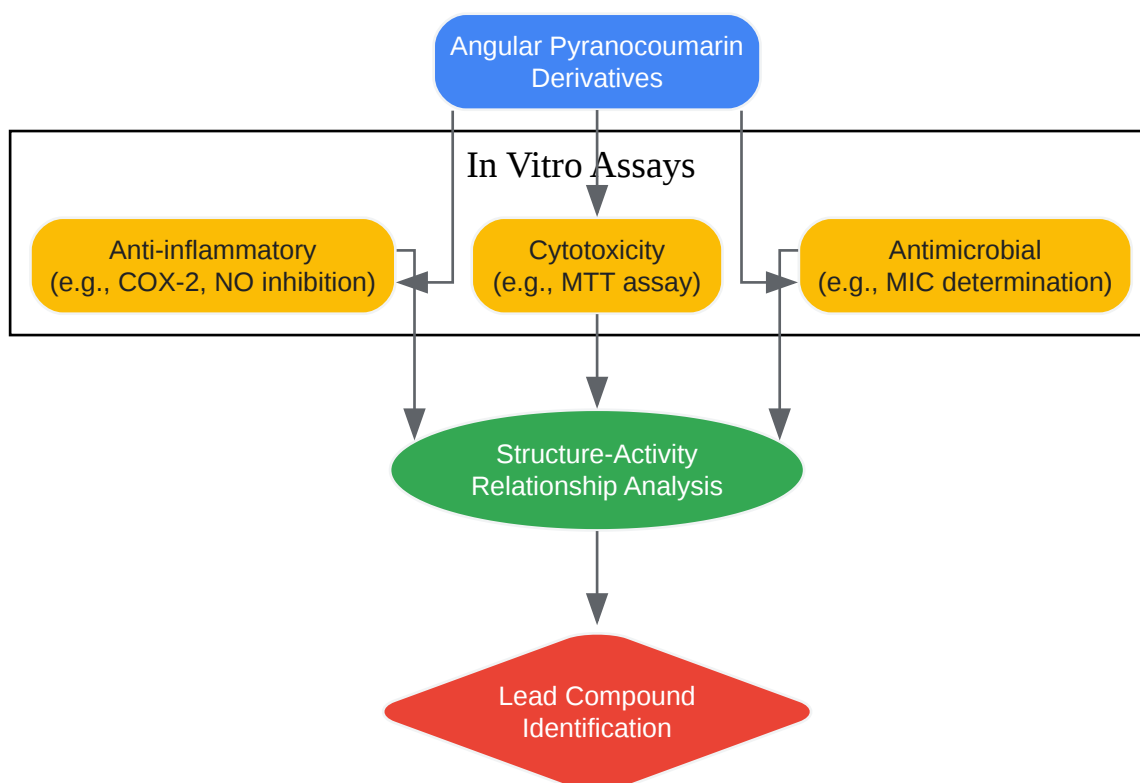 Angular Pyranocoumarin
Derivatives
In Vitro Assays
Anti-inflammatory
(e.g., COX-2, NO inhibition)
Cytotoxicity
(e.g., MTT assay)
Antimicrobial
(e.g., MIC determination)
Structure-Activity
Relationship Analysis
Lead Compound
Identification